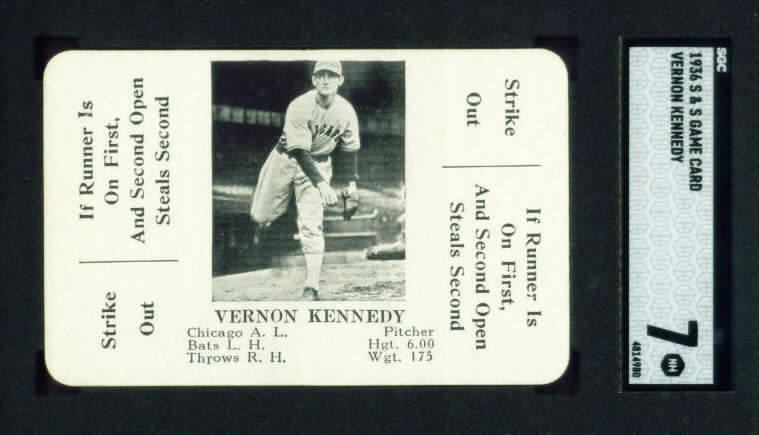 If Runner Is
On First,
And Second Open
Steals Second
Strike
Out
VERNON KENNEDY
Chicago A. L. Pitcher
Bats L. H. Hgt. 6.00
Throws R. H. Wgt. 175
Strike
Out
If Runner Is
On First,
And Second Open
Steals Second
SGC
1936 S & S GAME CARD
VERNON KENNEDY
7
NM
4814980